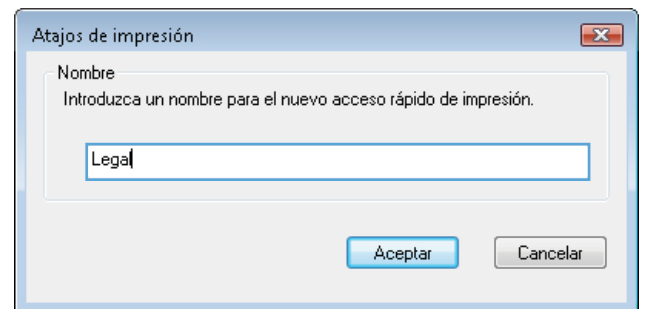 Atajos de impresión
Nombre
Introduzca un nombre para el nuevo acceso rápido de impresión.
Legal
Aceptar Cancelar